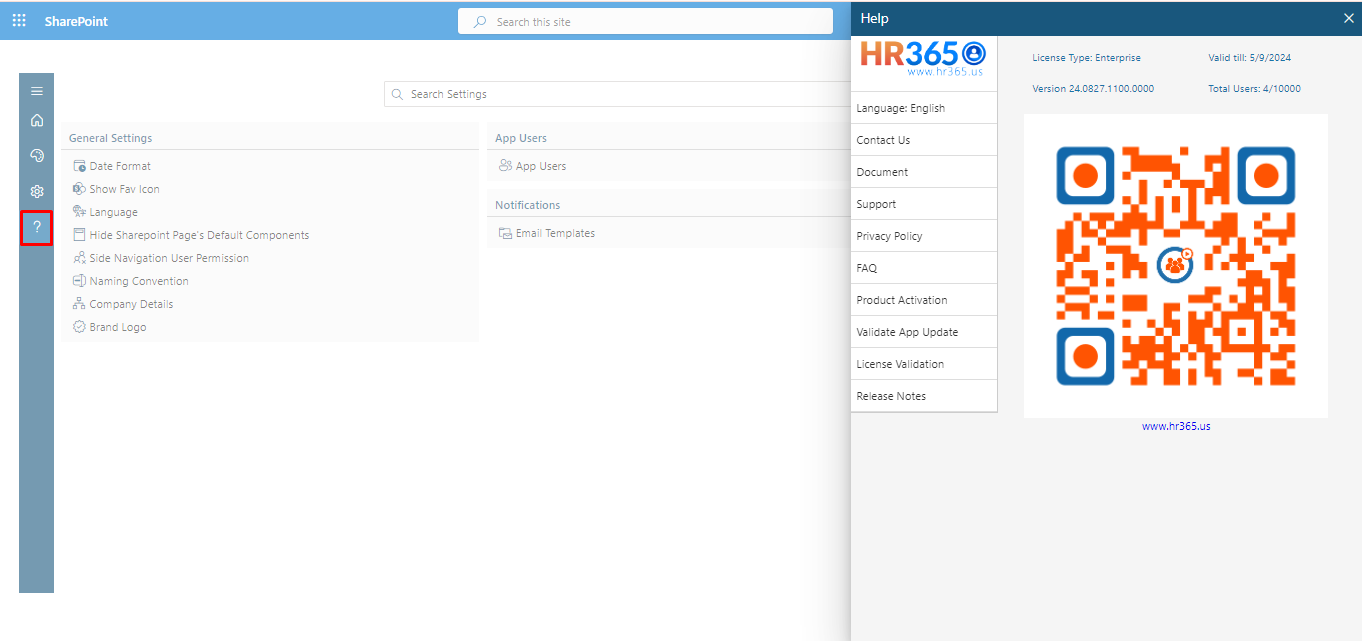 SharePoint
Search this site
Help
HR365
www.hr365.us
Language: English
Contact Us
Document
Support
Privacy Policy
FAQ
Product Activation
Validate App Update
License Validation
Release Notes
License Type: Enterprise
Valid till: 5/9/2024
Version 24.0827.1100.0000
Total Users: 4/10000
www.hr365.us
Search Settings
General Settings
Date Format
Show Fav Icon
Language
Hide Sharepoint Page's Default Components
Side Navigation User Permission
Naming Convention
Company Details
Brand Logo
App Users
App Users
Notifications
Email Templates
?